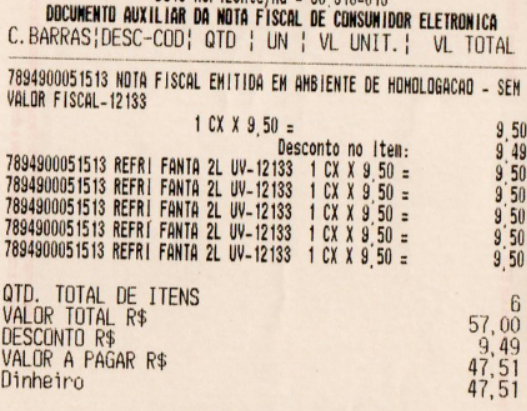 DOCUMENTO AUXILIAR DA NOTA FISCAL DE CONSUMIDOR ELETRONICA
C.BARRAS¦DESC-COD¦ QTD ¦ UN ¦ VL UNIT.¦ VL TOTAL
7894900051513 NOTA FISCAL EMITIDA EM AMBIENTE DE HOMOLOGACAO - SEM
VALOR FISCAL-12133
1 CX X 9,50 = 9,50
Desconto no Item: 9,49
7894900051513 REFRI FANTA 2L UV-12133 1 CX X 9,50 = 9,50
7894900051513 REFRI FANTA 2L UV-12133 1 CX X 9,50 = 9,50
7894900051513 REFRI FANTA 2L UV-12133 1 CX X 9,50 = 9,50
7894900051513 REFRI FANTA 2L UV-12133 1 CX X 9,50 = 9,50
7894900051513 REFRI FANTA 2L UV-12133 1 CX X 9,50 = 9,50
QTD. TOTAL DE ITENS 6
VALOR TOTAL R$ 57,00
DESCONTO R$ 9,49
VALOR A PAGAR R$ 47,51
Dinheiro 47,51